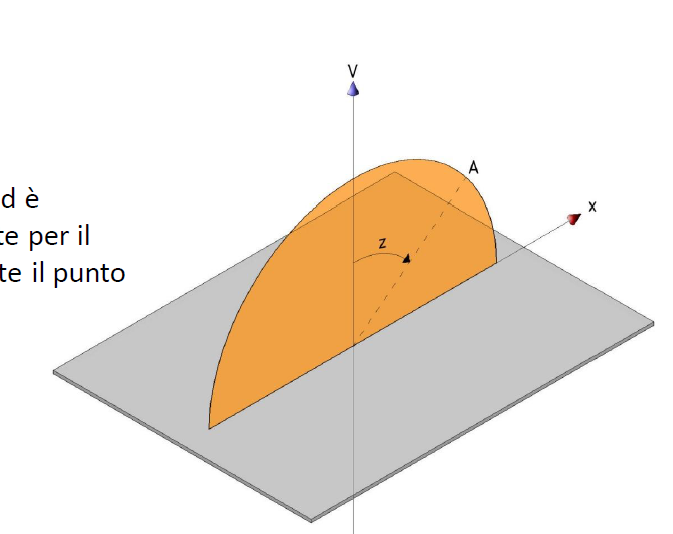 V
A
x
z
d è
te per il
te il punto